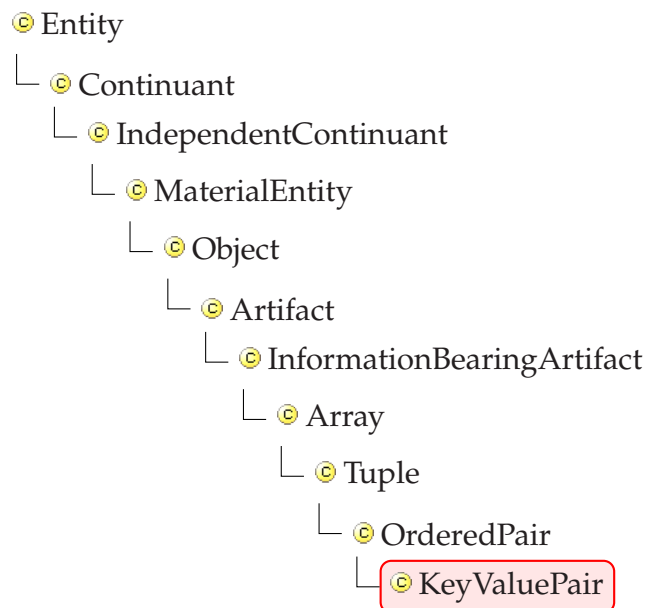 © Entity
© Continuant
© IndependentContinuant
© MaterialEntity
© Object
© Artifact
© InformationBearingArtifact
© Array
© Tuple
© OrderedPair
© KeyValuePair